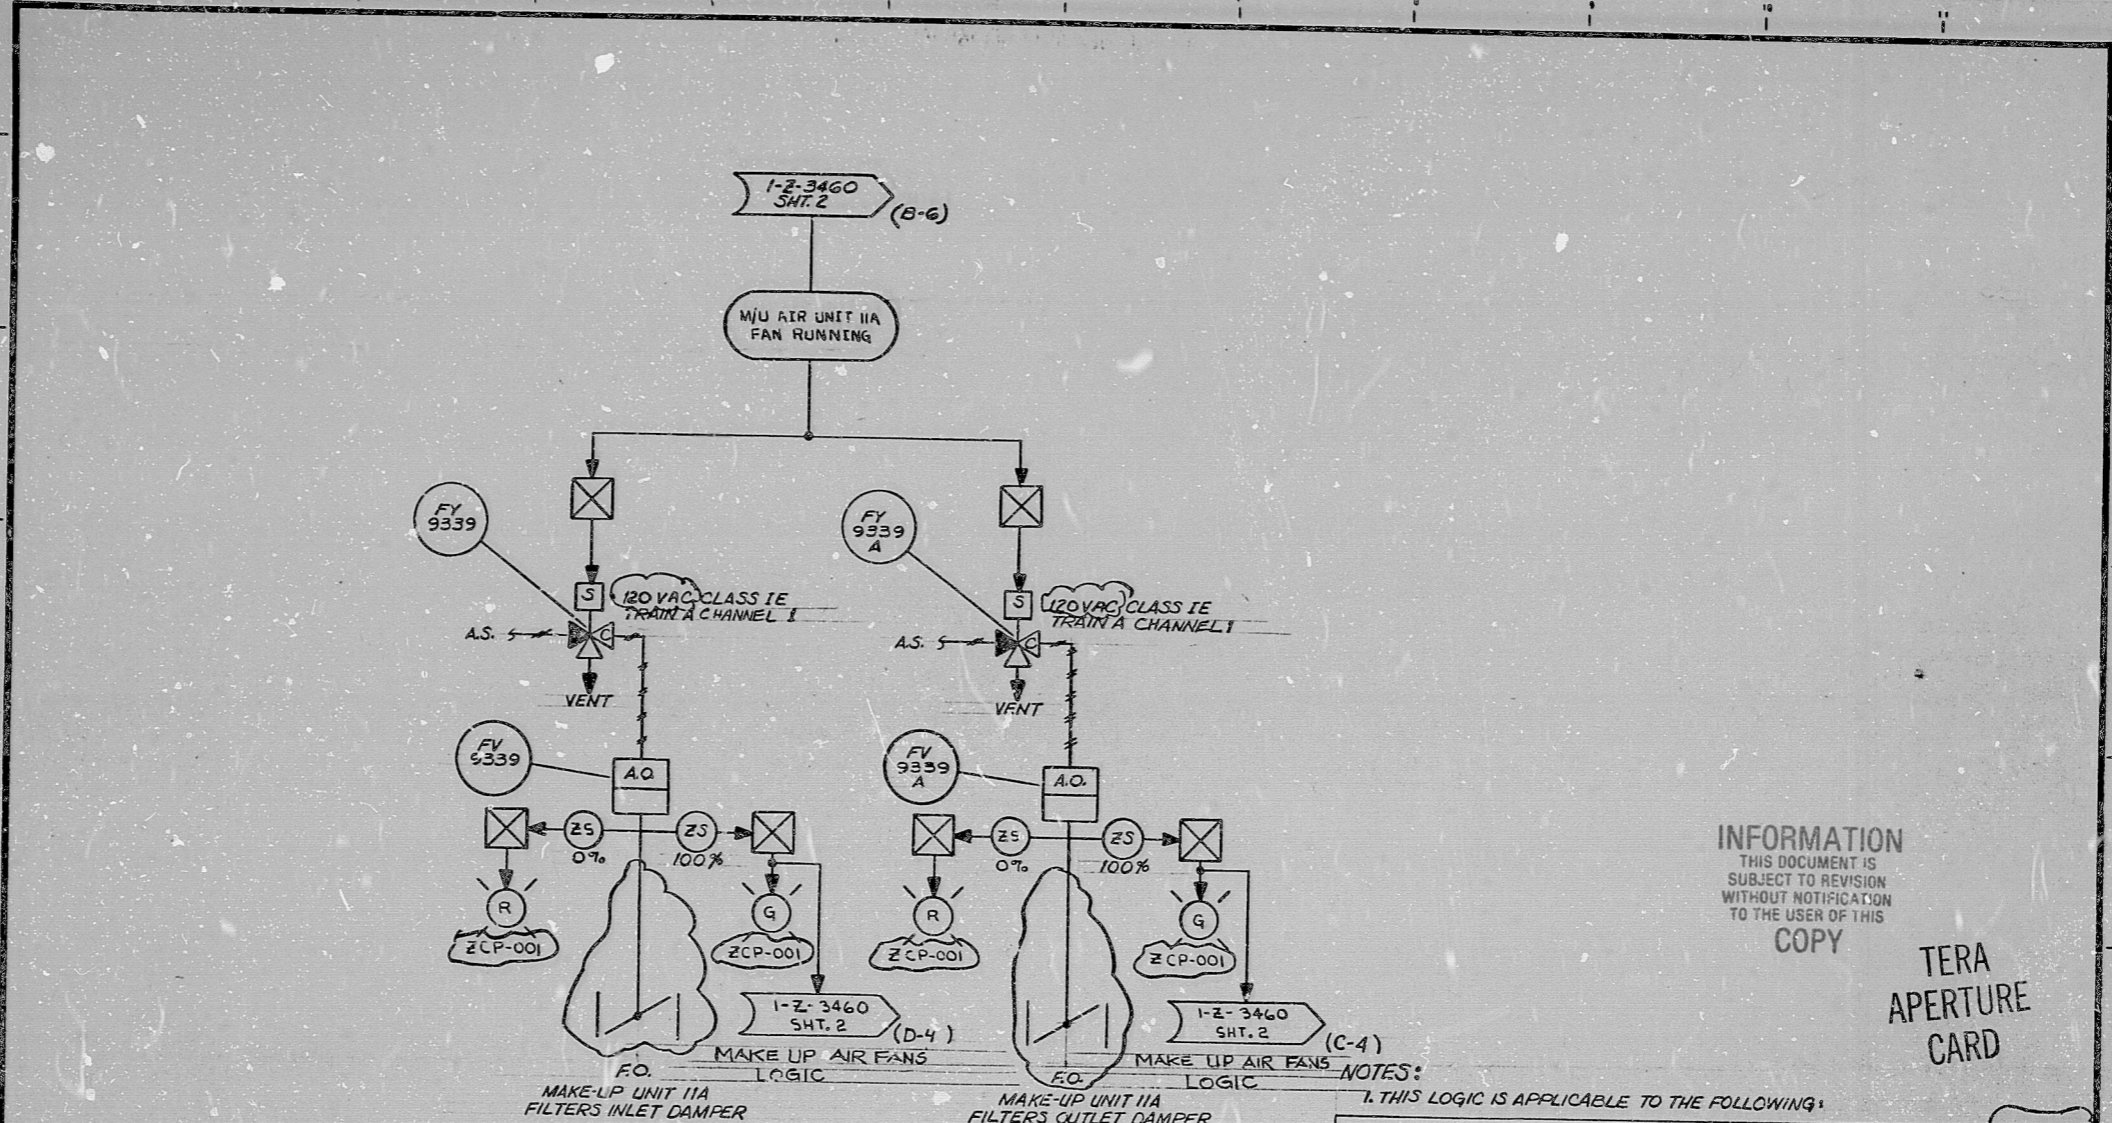 1-Z-3460
SHT. 2
(B-6)
M/U AIR UNIT 11A
FAN RUNNING
FY
9339
FY
9339
A
S
120 VAC CLASS IE
TRAIN A CHANNEL I
S
120 VAC CLASS IE
TRAIN A CHANNEL I
A.S.
C
A.S.
C
VENT
VENT
FV
9339
A.O.
FV
9339
A
A.O.
ZS
ZS
ZS
ZS
0%
100%
0%
100%
R
G
R
G
ZCP-001
ZCP-001
ZCP-001
ZCP-001
1-Z-3460
SHT. 2
(D-4)
1-Z-3460
SHT. 2
(C-4)
MAKE UP AIR FANS
LOGIC
MAKE UP AIR FANS
LOGIC
F.O.
F.O.
MAKE-UP UNIT 11A
FILTERS INLET DAMPER
MAKE-UP UNIT 11A
FILTERS OUTLET DAMPER
NOTES:
1. THIS LOGIC IS APPLICABLE TO THE FOLLOWING:
INFORMATION
THIS DOCUMENT IS
SUBJECT TO REVISION
WITHOUT NOTIFICATION
TO THE USER OF THIS
COPY
TERA
APERTURE
CARD
9
10
11